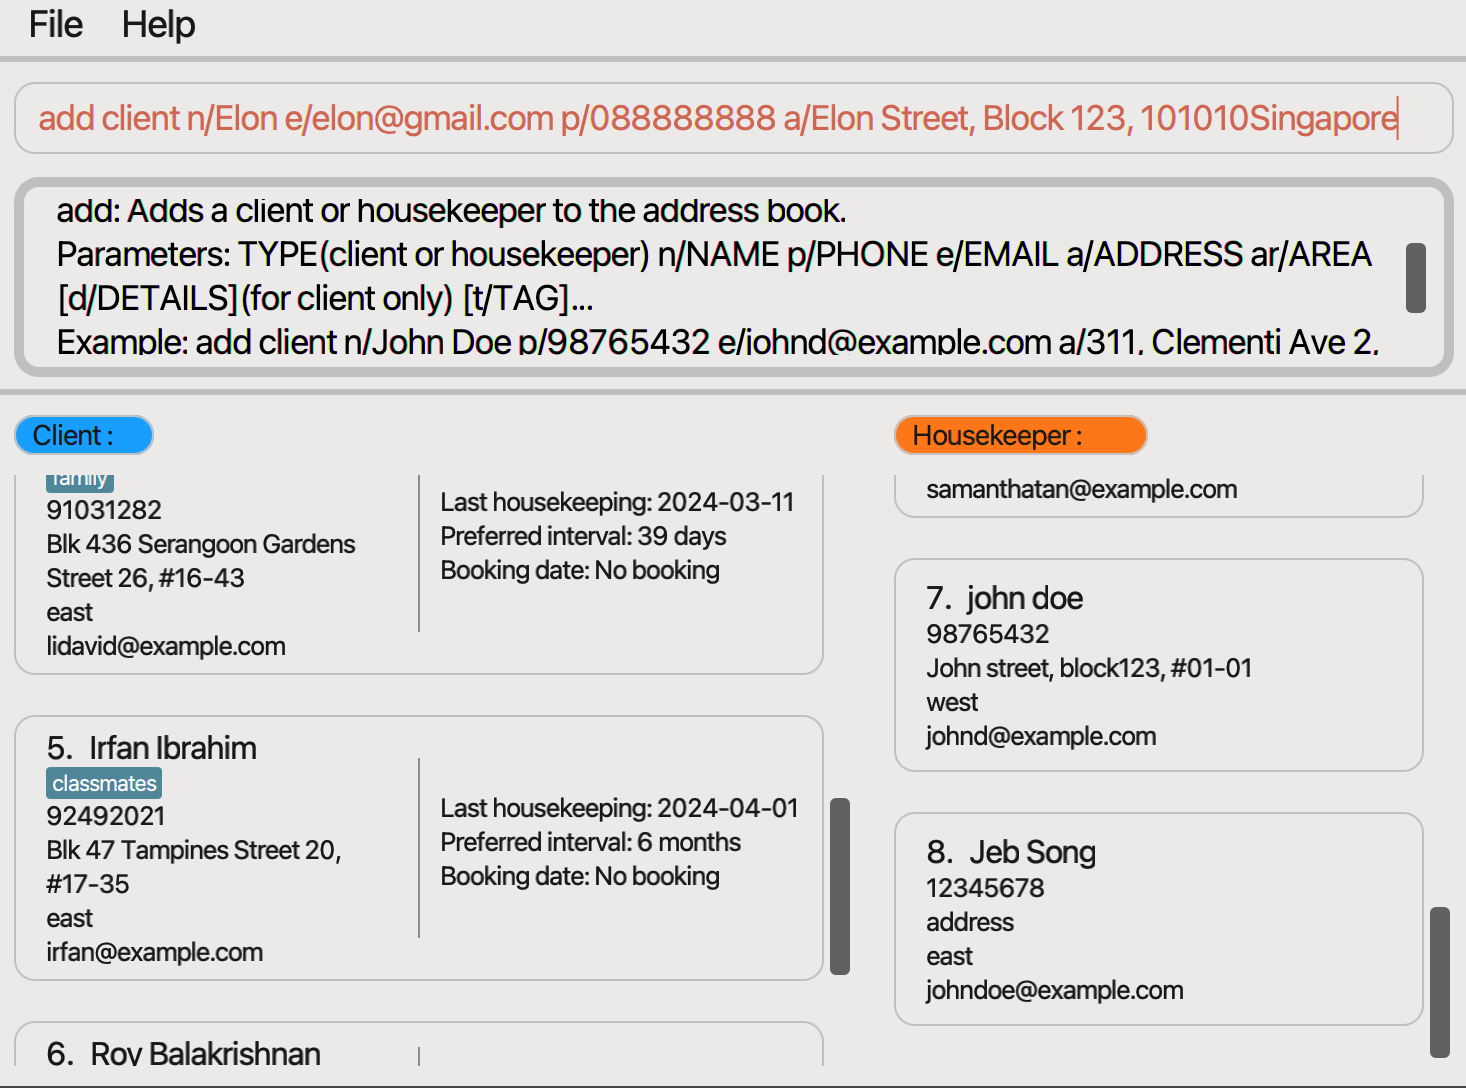 File Help
add client n/Elon e/elon@gmail.com p/088888888 a/Elon Street, Block 123, 101010Singapore
add: Adds a client or housekeeper to the address book.
Parameters: TYPE(client or housekeeper) n/NAME p/PHONE e/EMAIL a/ADDRESS ar/AREA
[d/DETAILS](for client only) [t/TAG]...
Example: add client n/John Doe p/98765432 e/johnd@example.com a/311, Clementi Ave 2,
Client :
family
91031282
Blk 436 Serangoon Gardens
Street 26, #16-43
east
lidavid@example.com
Last housekeeping: 2024-03-11
Preferred interval: 39 days
Booking date: No booking
5. Irfan Ibrahim
classmates
92492021
Blk 47 Tampines Street 20,
#17-35
east
irfan@example.com
Last housekeeping: 2024-04-01
Preferred interval: 6 months
Booking date: No booking
6. Roy Balakrishnan
Housekeeper :
samanthatan@example.com
7. john doe
98765432
John street, block123, #01-01
west
johnd@example.com
8. Jeb Song
12345678
address
east
johndoe@example.com